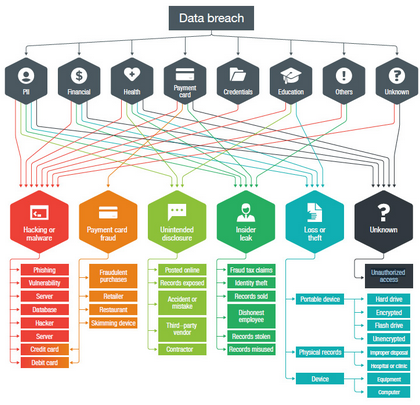 Data breach
PII
Financial
Health
Payment
card
Credentials
Education
Others
Unknown
Hacking or
malware
Payment card
fraud
Unintended
disclosure
Insider
leak
Loss or
theft
Unknown
Phishing
Vulnerability
Server
Database
Hacker
Server
Credit card
Debit card
Fraudulent
purchases
Retailer
Restaurant
Skimming device
Posted online
Records exposed
Accident or
mistake
Third-party
vendor
Contractor
Fraud tax claims
Identity theft
Records sold
Dishonest
employee
Records stolen
Records misused
Portable device
Physical records
Device
Unauthorized
access
Hard drive
Encrypted
Flash drive
Unencrypted
Improper disposal
Hospital or clinic
Equipment
Computer